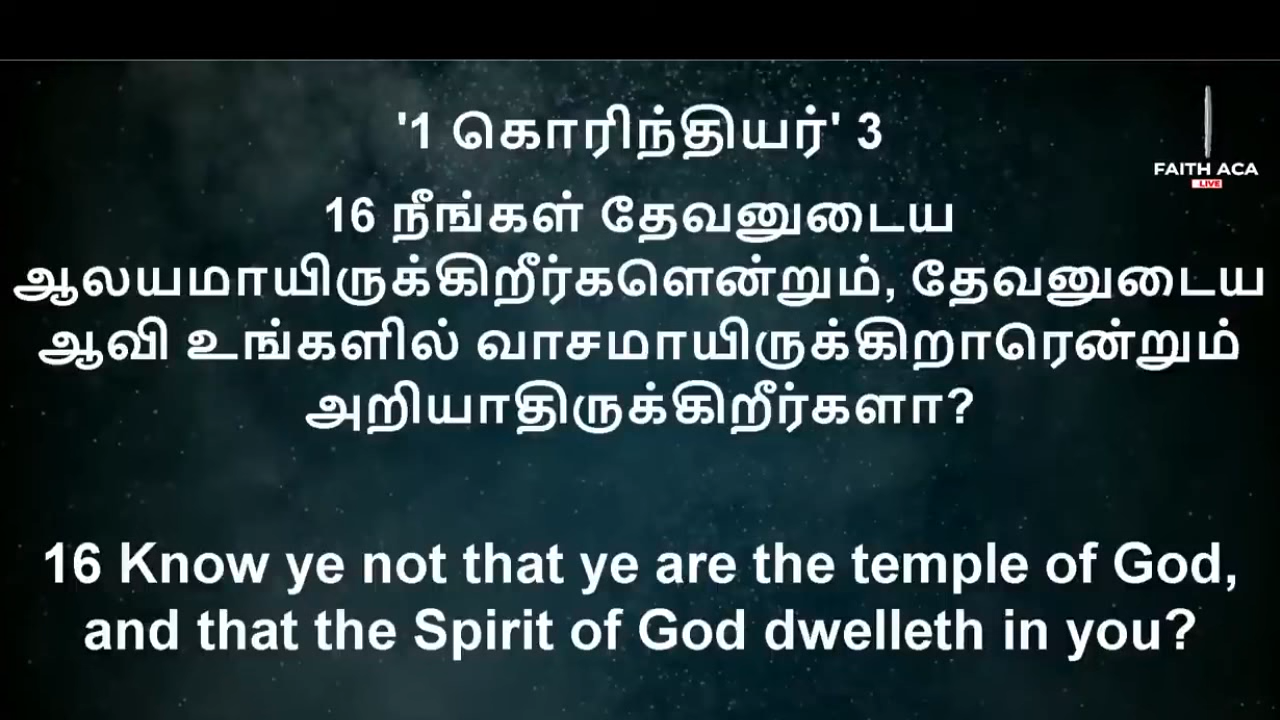 '1 கொரிந்தியர்' 3
FAITH ACA
LIVE
16 நீங்கள் தேவனுடைய
ஆலயமாயிருக்கிறீர்களென்றும், தேவனுடைய
ஆவி உங்களில் வாசமாயிருக்கிறாரென்றும்
அறியாதிருக்கிறீர்களா?
16 Know ye not that ye are the temple of God,
and that the Spirit of God dwelleth in you?